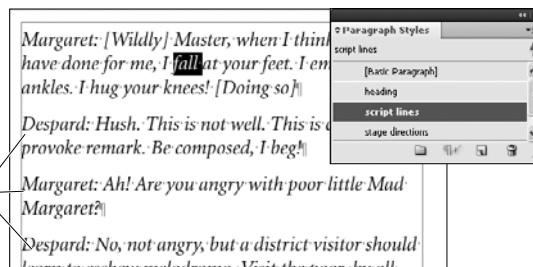 Margaret: [Wildly] Master, when I think
have done for me, I fall at your feet. I em
ankles. I hug your knees! [Doing so]¶
Despard: Hush. This is not well. This is c
provoke remark. Be composed, I beg!¶
Margaret: Ah! Are you angry with poor little Mad
Margaret?¶
Despard: No, not angry, but a district visitor should
Paragraph Styles
script lines
[Basic Paragraph]
heading
script lines
stage directions